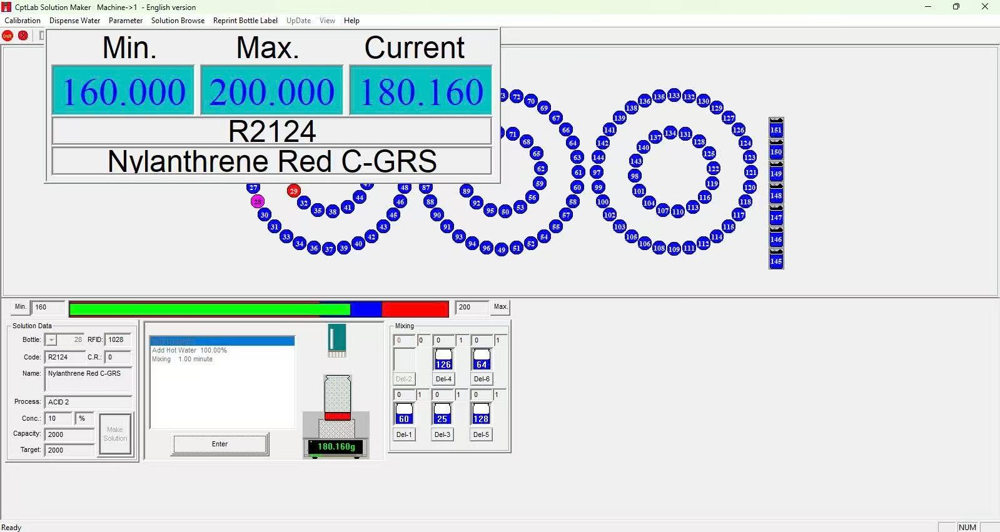 CptLab Solution Maker Machine->1 - English version
Calibration Dispense Water Parameter Solution Browse Reprint Bottle Label UpDate View Help
Quit
Min. Max. Current
160.000 200.000 180.160
R2124
Nylanthrene Red C-GRS
27 28 30 31 33 34 36 37 39 40 42 43 45 46 48
29 32 35 38 41 44
72 70 69 67 66 64 63 61 60 58 57 55 54 52 51 49 96 94 93 91 90 88 87
71 68 65 62 59 56 53 50 95 92 89
133 132 130 129 127 126 124 123 121 120 118 117 115 114 112 111 109 108 106 105 103 102 100 99 97 144 142 141 139 138 136 135
134 131 128 125 122 119 116 113 110 107 104 101 98 143 140 137
151
150
149
148
147
146
145
Min. 160 200 Max.
Solution Data
Bottle: 28 RFID: 1028
Code: R2124 C.R.: 0
Name: Nylanthrene Red C-GRS
Process: ACID 2
Conc.: 10 %
Capacity: 2000
Target: 2000
Make
Solution
Add Hot Water 100.00%
Mixing 1.00 minute
Enter
180.160g
Mixing
0 0 0 1 0 1
126 64
Del-2 Del-4 Del-6
0 1 0 1 0 1
60 25 128
Del-1 Del-3 Del-5
Ready NUM